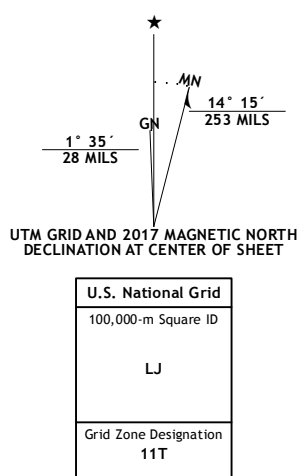 MN
GN
1° 35´
28 MILS
14° 15´
253 MILS
UTM GRID AND 2017 MAGNETIC NORTH
DECLINATION AT CENTER OF SHEET
U.S. National Grid
100,000-m Square ID
LJ
Grid Zone Designation
11T